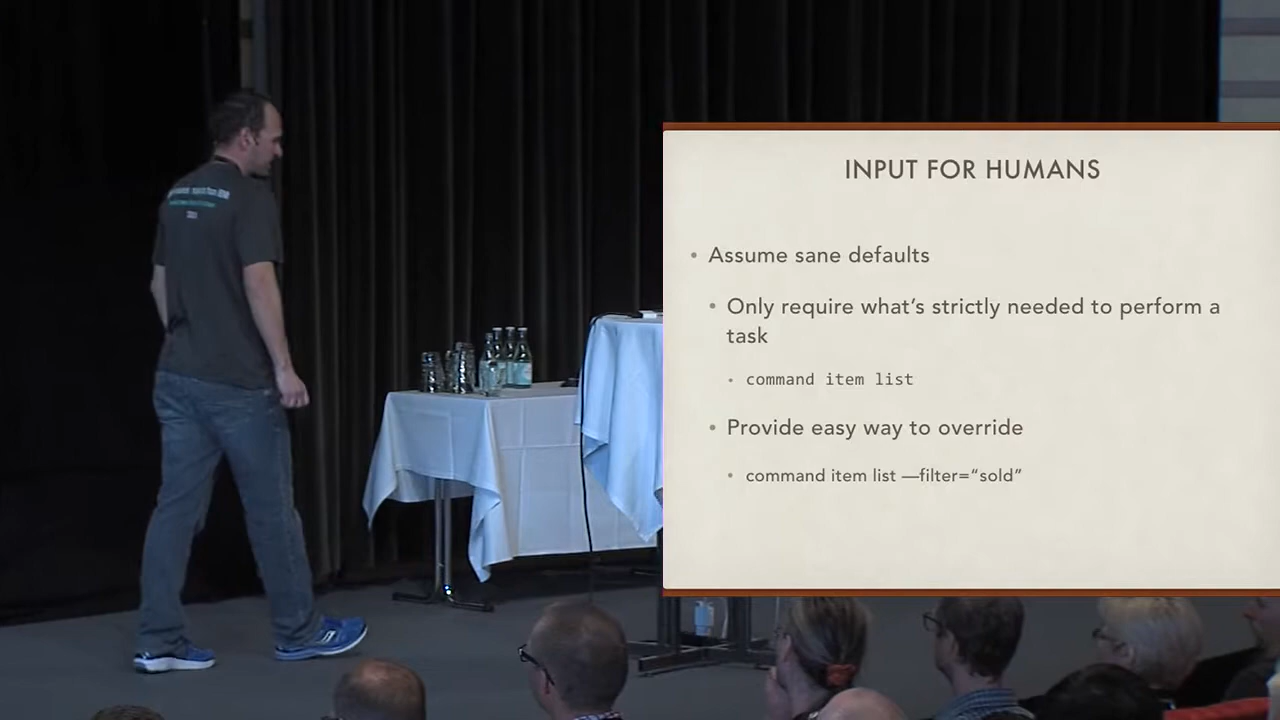 INPUT FOR HUMANS
• Assume sane defaults
• Only require what’s strictly needed to perform a
task
• command item list
• Provide easy way to override
• command item list —filter=“sold”